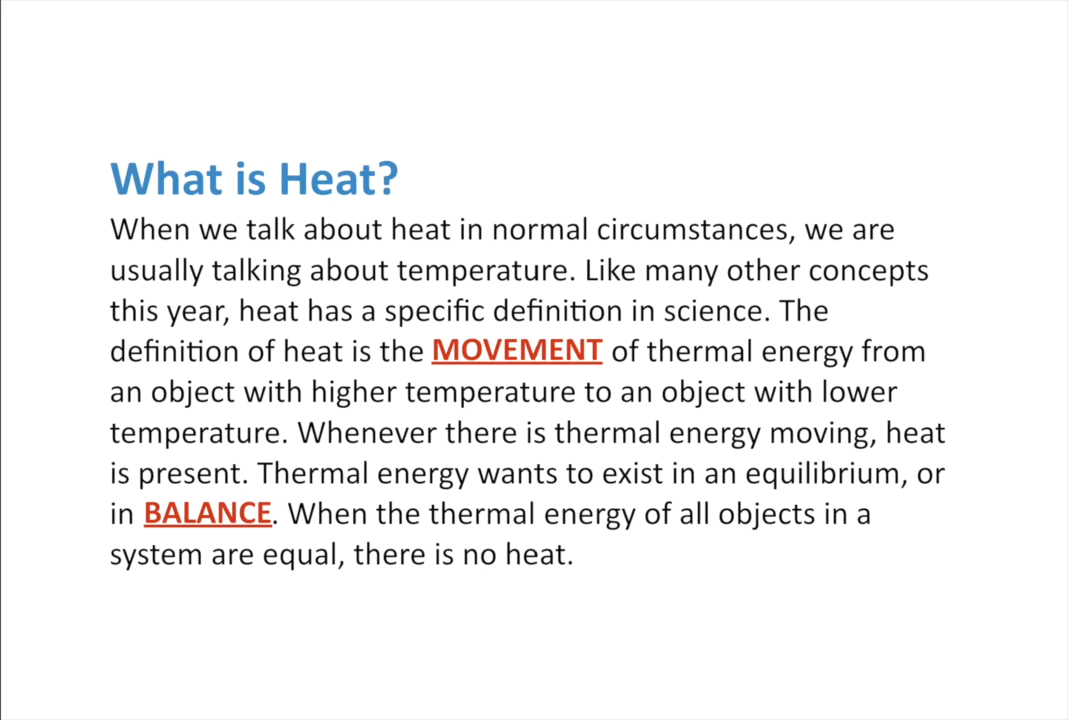 What is Heat?
When we talk about heat in normal circumstances, we are
usually talking about temperature. Like many other concepts
this year, heat has a specific definition in science. The
definition of heat is the MOVEMENT of thermal energy from
an object with higher temperature to an object with lower
temperature. Whenever there is thermal energy moving, heat
is present. Thermal energy wants to exist in an equilibrium, or
in BALANCE. When the thermal energy of all objects in a
system are equal, there is no heat.